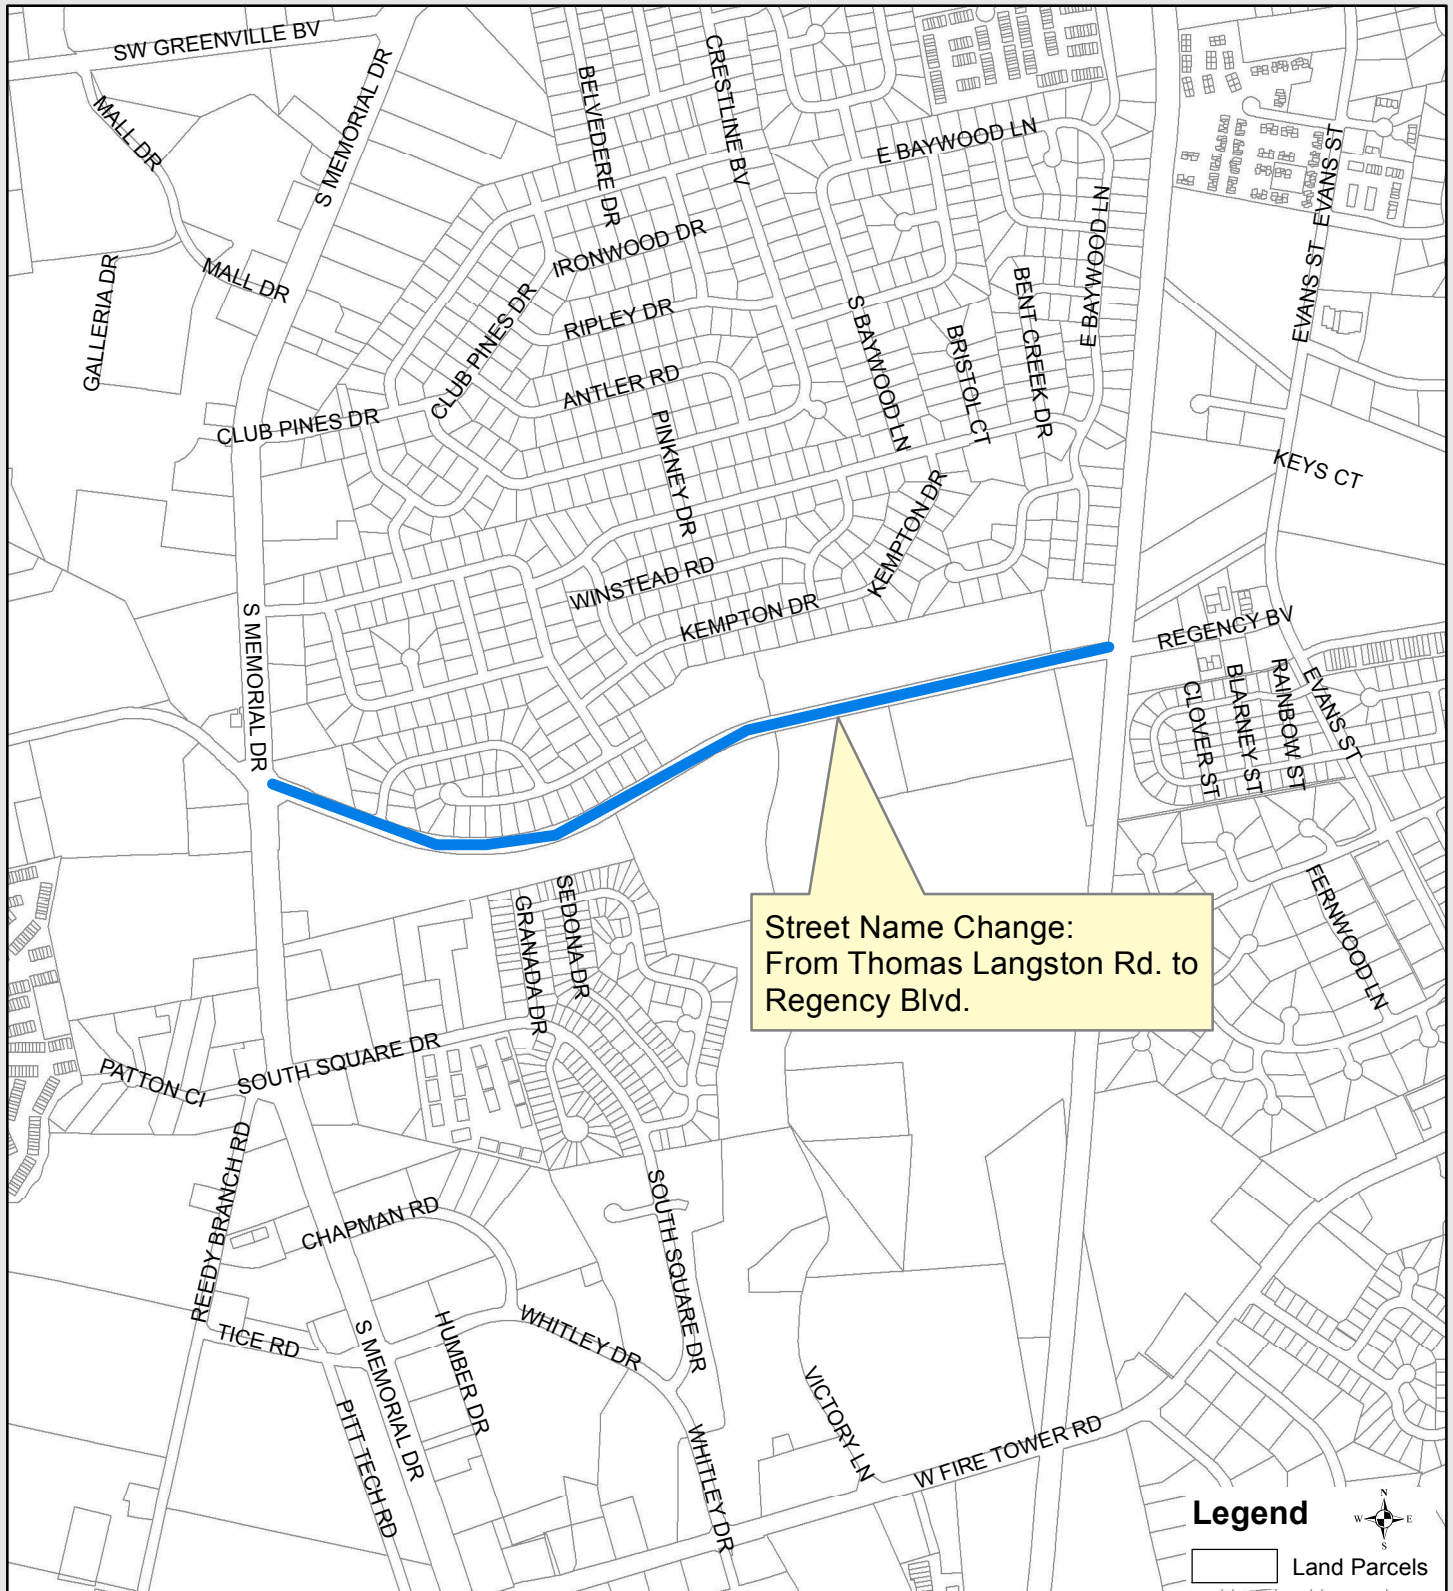 SW GREENVILLE BV
MALL DR
S MEMORIAL DR
BELVEDERE DR
CRESTLINE BV
E BAYWOOD LN
EVANS ST
EVANS ST
EVANS ST
GALLERIA DR
MALL DR
IRONWOOD DR
CLUB PINES DR
RIPLEY DR
ANTLER RD
S BAYWOOD LN
BRISTOL CT
BENT CREEK DR
E BAYWOOD LN
CLUB PINES DR
PINKNEY DR
KEYS CT
WINSTEAD RD
KEMPTON DR
KEMPTON DR
S MEMORIAL DR
REGENCY BV
CLOVER ST
BLARNEY ST
RAINBOW ST
EVANS ST
Street Name Change:
From Thomas Langston Rd. to
Regency Blvd.
GRANADA DR
SEDONA DR
FERNWOOD LN
PATTON CI
SOUTH SQUARE DR
REEDY BRANCH RD
CHAPMAN RD
SOUTH SQUARE DR
TICE RD
S MEMORIAL DR
HUMBER DR
WHITLEY DR
PITT TECH RD
WHITLEY DR
VICTORY LN
W FIRE TOWER RD
Legend
N
W
E
S
Land Parcels